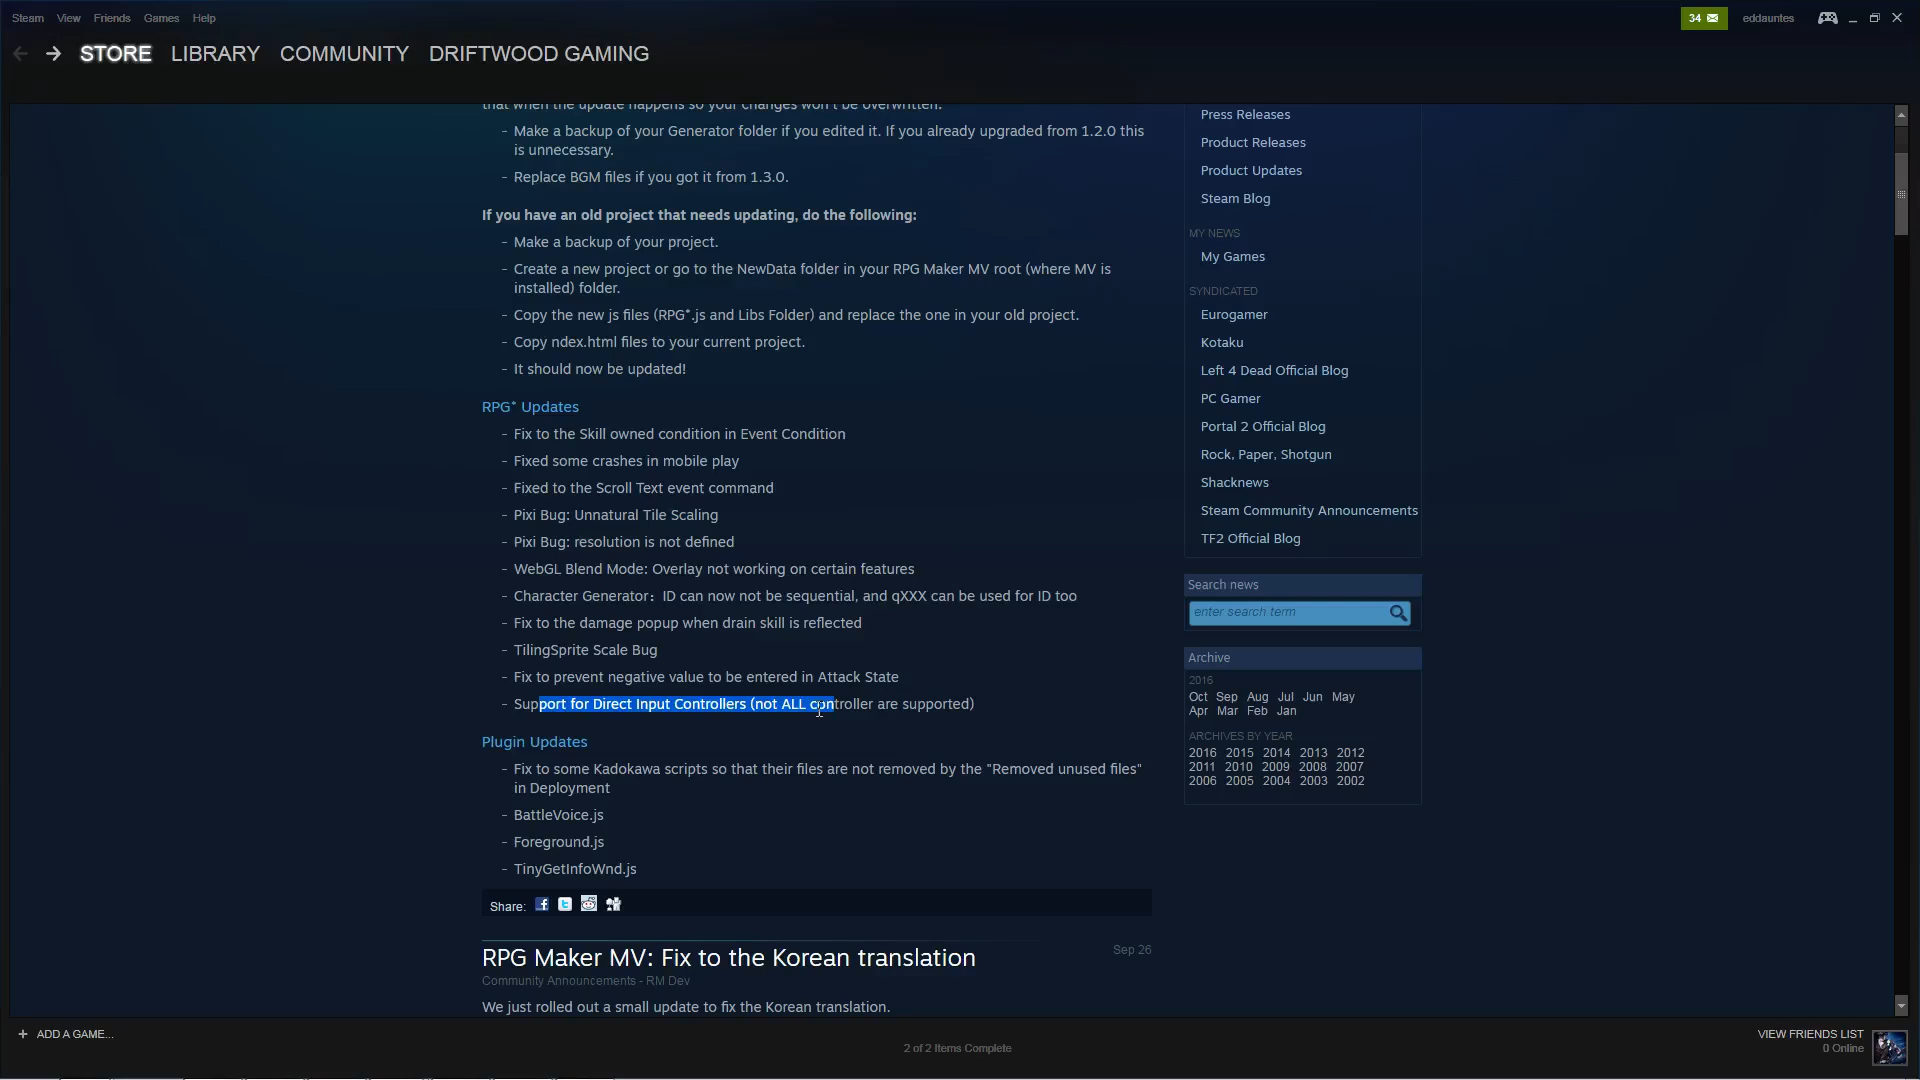 Steam View Friends Games Help
34
eddauntes
STORE LIBRARY COMMUNITY DRIFTWOOD GAMING
that when the update happens so your changes won't be overwritten.
- Make a backup of your Generator folder if you edited it. If you already upgraded from 1.2.0 this
is unnecessary.
- Replace BGM files if you got it from 1.3.0.
If you have an old project that needs updating, do the following:
- Make a backup of your project.
- Create a new project or go to the NewData folder in your RPG Maker MV root (where MV is
installed) folder.
- Copy the new js files (RPG*.js and Libs Folder) and replace the one in your old project.
- Copy ndex.html files to your current project.
- It should now be updated!
RPG* Updates
- Fix to the Skill owned condition in Event Condition
- Fixed some crashes in mobile play
- Fixed to the Scroll Text event command
- Pixi Bug: Unnatural Tile Scaling
- Pixi Bug: resolution is not defined
- WebGL Blend Mode: Overlay not working on certain features
- Character Generator：ID can now not be sequential, and qXXX can be used for ID too
- Fix to the damage popup when drain skill is reflected
- TilingSprite Scale Bug
- Fix to prevent negative value to be entered in Attack State
- Support for Direct Input Controllers (not ALL controller are supported)
Plugin Updates
- Fix to some Kadokawa scripts so that their files are not removed by the "Removed unused files"
in Deployment
- BattleVoice.js
- Foreground.js
- TinyGetInfoWnd.js
Share:
RPG Maker MV: Fix to the Korean translation
Sep 26
Community Announcements - RM Dev
We just rolled out a small update to fix the Korean translation.
Press Releases
Product Releases
Product Updates
Steam Blog
MY NEWS
My Games
SYNDICATED
Eurogamer
Kotaku
Left 4 Dead Official Blog
PC Gamer
Portal 2 Official Blog
Rock, Paper, Shotgun
Shacknews
Steam Community Announcements
TF2 Official Blog
Search news
enter search term
Archive
2016
Oct Sep Aug Jul Jun May
Apr Mar Feb Jan
ARCHIVES BY YEAR
2016 2015 2014 2013 2012
2011 2010 2009 2008 2007
2006 2005 2004 2003 2002
+ ADD A GAME...
2 of 2 Items Complete
VIEW FRIENDS LIST
0 Online